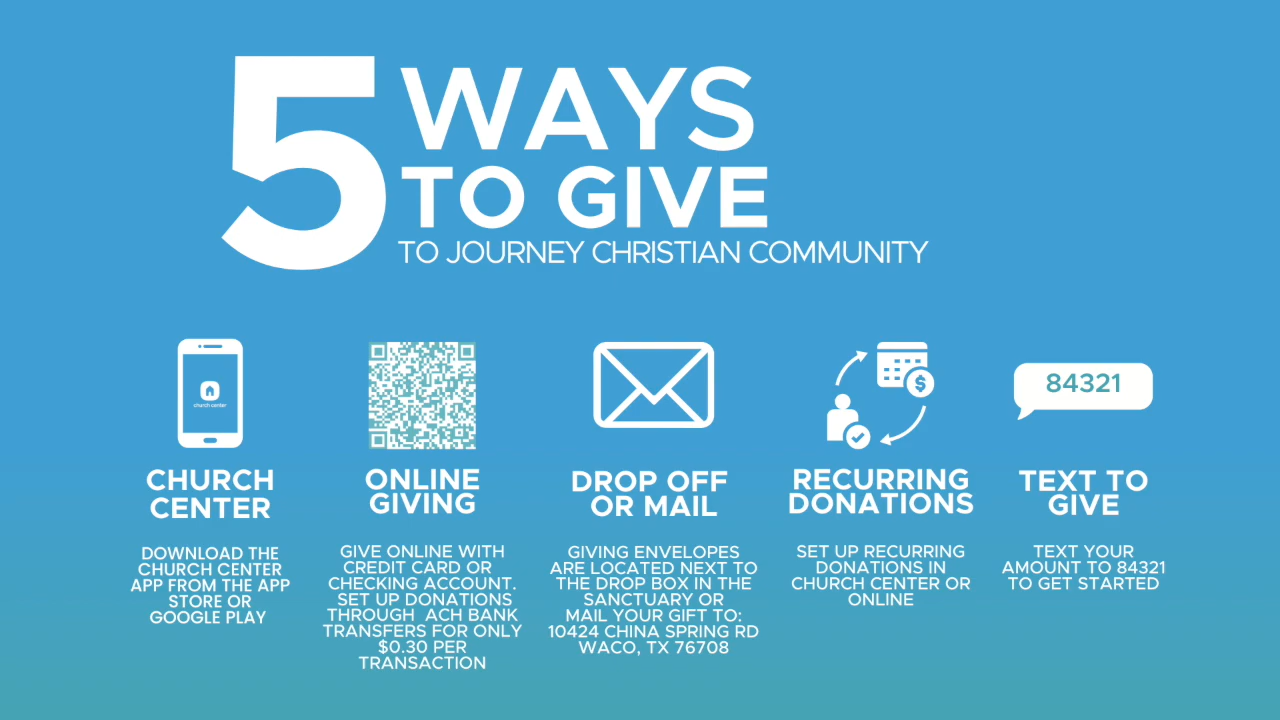 5 WAYS
TO GIVE
TO JOURNEY CHRISTIAN COMMUNITY
church center
CHURCH
CENTER
DOWNLOAD THE
CHURCH CENTER
APP FROM THE APP
STORE OR
GOOGLE PLAY
ONLINE
GIVING
GIVE ONLINE WITH
CREDIT CARD OR
CHECKING ACCOUNT.
SET UP DONATIONS
THROUGH ACH BANK
TRANSFERS FOR ONLY
$0.30 PER
TRANSACTION
DROP OFF
OR MAIL
GIVING ENVELOPES
ARE LOCATED NEXT TO
THE DROP BOX IN THE
SANCTUARY OR
MAIL YOUR GIFT TO:
10424 CHINA SPRING RD
WACO, TX 76708
$
RECURRING
DONATIONS
SET UP RECURRING
DONATIONS IN
CHURCH CENTER OR
ONLINE
84321
TEXT TO
GIVE
TEXT YOUR
AMOUNT TO 84321
TO GET STARTED